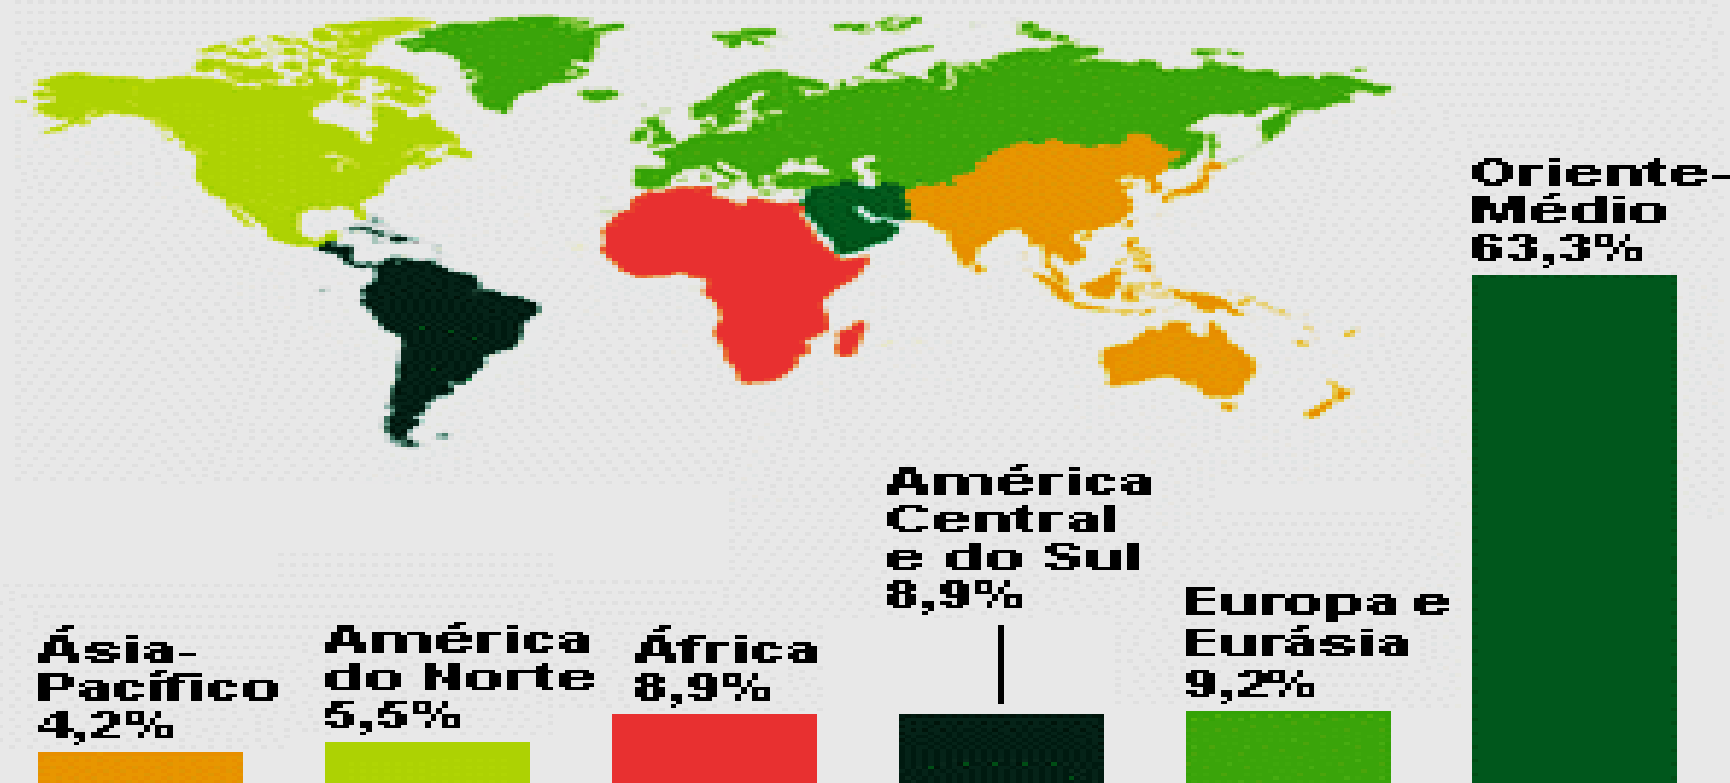 Ásia-
Pacífico
4,2%
América
do Norte
5,5%
África
8,9%
América
Central
e do Sul
8,9%
Europa e
Eurásia
9,2%
Oriente-
Médio
63,3%